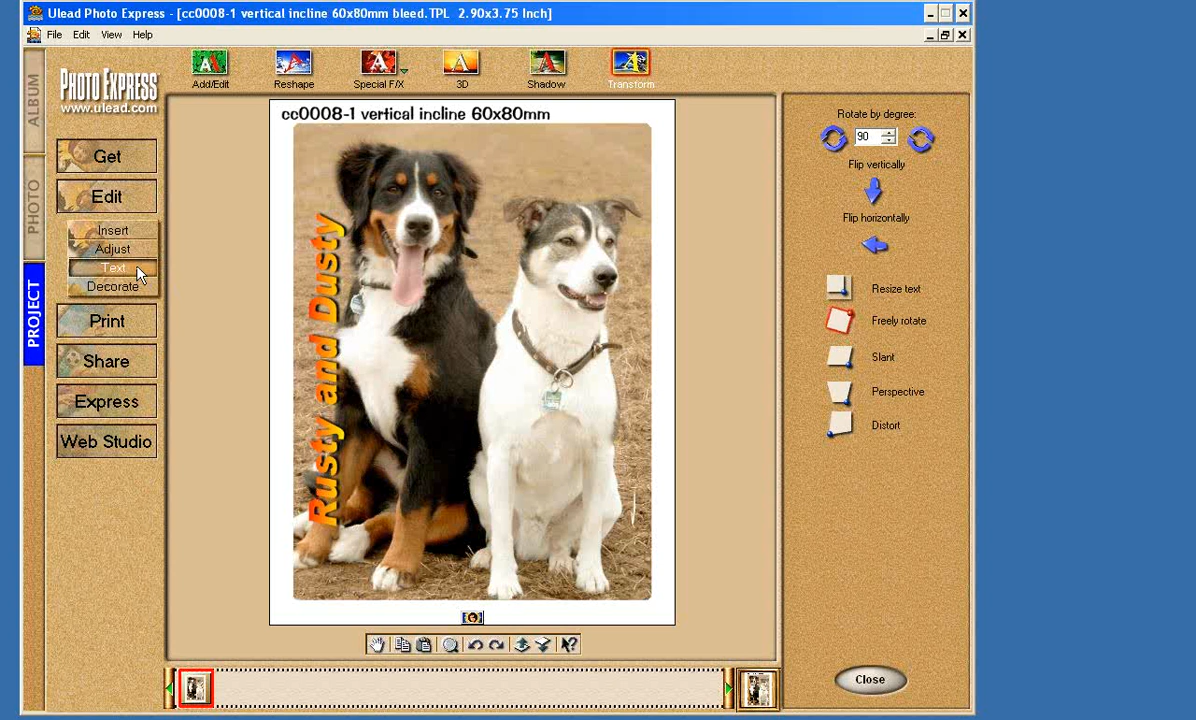 Ulead Photo Express - [cc0008-1 vertical incline 60x80mm bleed.TPL 2.90x3.75 Inch]
File Edit View Help
ALBUM
PHOTO
PROJECT
PHOTO EXPRESS
www.ulead.com
Get
Edit
Insert
Adjust
Text
Decorate
Print
Share
Express
Web Studio
Add/Edit Reshape Special F/X 3D Shadow Transform
cc0008-1 vertical incline 60x80mm
Rusty and Dusty
Rotate by degree:
90
Flip vertically
Flip horizontally
Resize text
Freely rotate
Slant
Perspective
Distort
Close